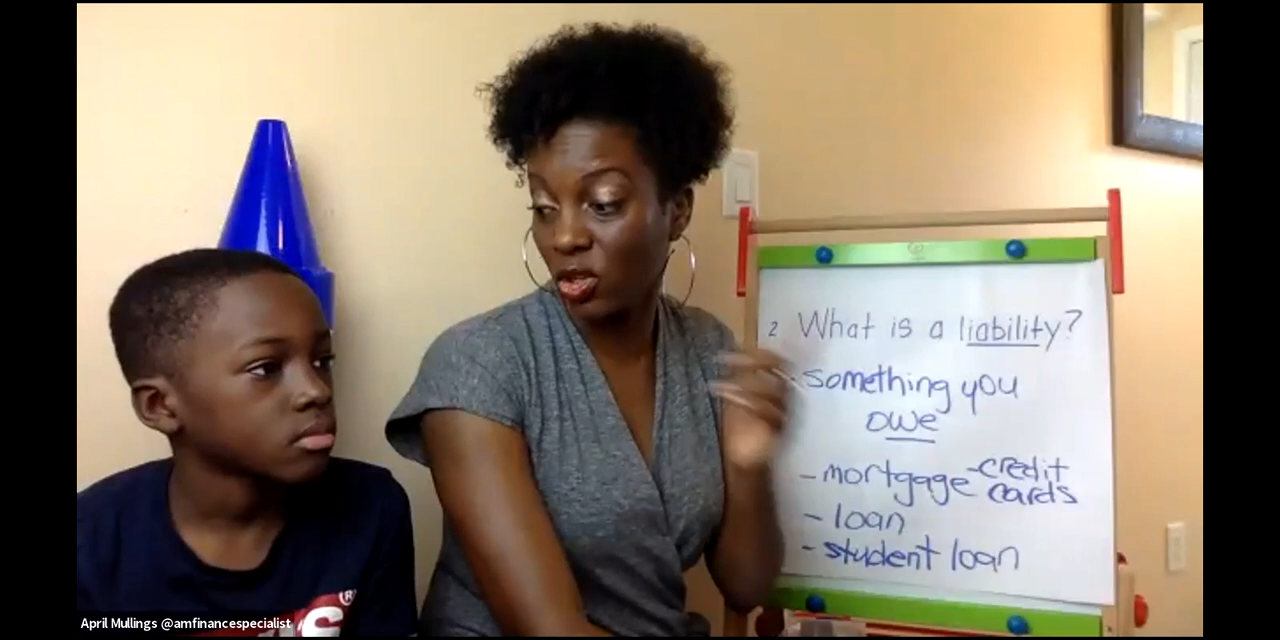 2 What is a liability?
- something you
owe
- mortgage - credit
cards
- loan
- student loan
April Mullings @amfinancespecialist